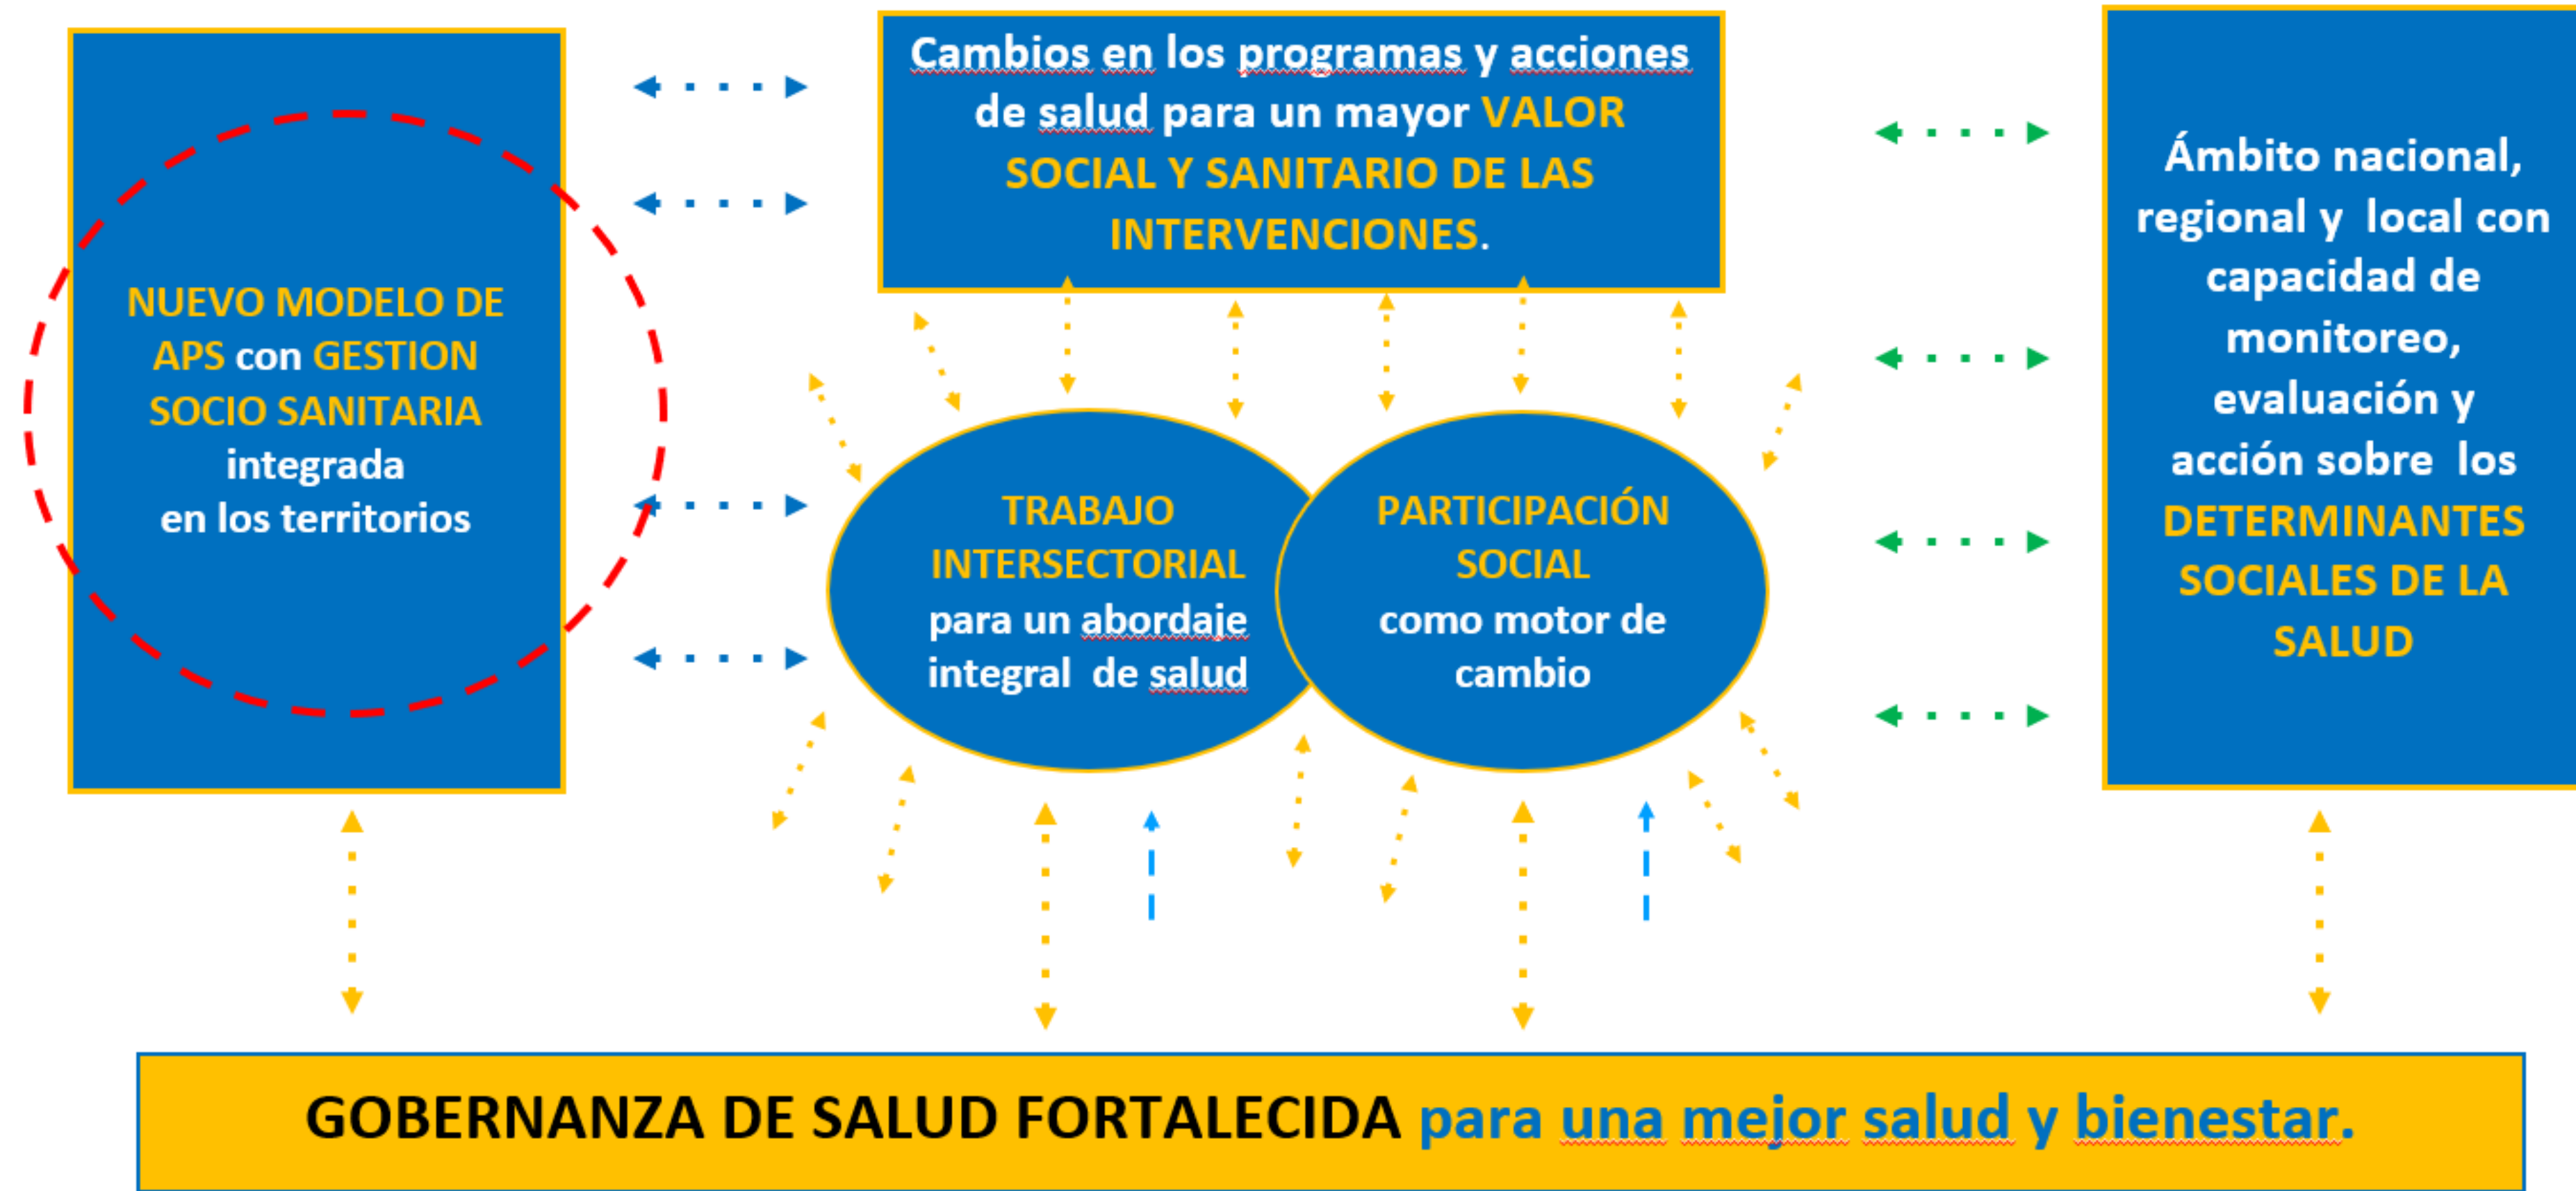 NUEVO MODELO DE
APS con GESTION
SOCIO SANITARIA
integrada
en los territorios
Cambios en los programas y acciones
de salud para un mayor VALOR
SOCIAL Y SANITARIO DE LAS
INTERVENCIONES.
TRABAJO
INTERSECTORIAL
para un abordaje
integral de salud
PARTICIPACIÓN
SOCIAL
como motor de
cambio
Ámbito nacional,
regional y local con
capacidad de
monitoreo,
evaluación y
acción sobre los
DETERMINANTES
SOCIALES DE LA
SALUD
GOBERNANZA DE SALUD FORTALECIDA para una mejor salud y bienestar.